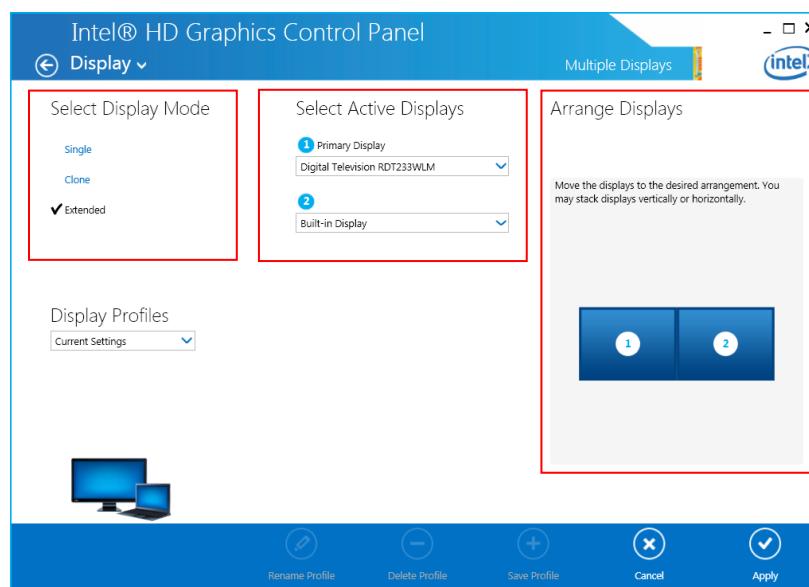 Intel® HD Graphics Control Panel
Display
Multiple Displays
intel
Select Display Mode
Single
Clone
Extended
Select Active Displays
1 Primary Display
Digital Television RDT233WLM
2
Built-in Display
Arrange Displays
Move the displays to the desired arrangement. You
may stack displays vertically or horizontally.
1 2
Display Profiles
Current Settings
Rename Profile Delete Profile Save Profile Cancel Apply